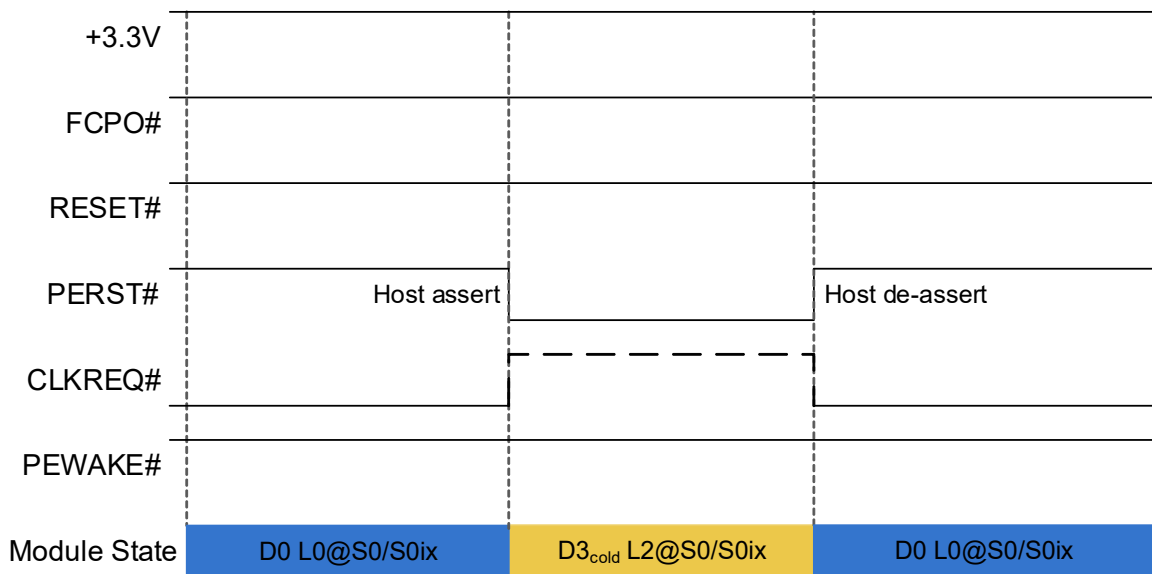 +3.3V
FCPO#
RESET#
PERST#
Host assert
Host de-assert
CLKREQ#
PEWAKE#
Module State
D0 L0@S0/S0ix
D3cold L2@S0/S0ix
D0 L0@S0/S0ix